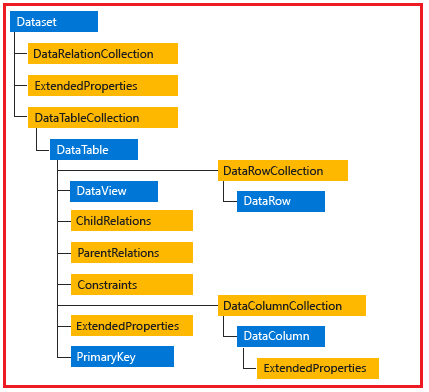 Dataset
DataRelationCollection
ExtendedProperties
DataTableCollection
DataTable
DataRowCollection
DataView
DataRow
ChildRelations
ParentRelations
Constraints
DataColumnCollection
ExtendedProperties
DataColumn
PrimaryKey
ExtendedProperties